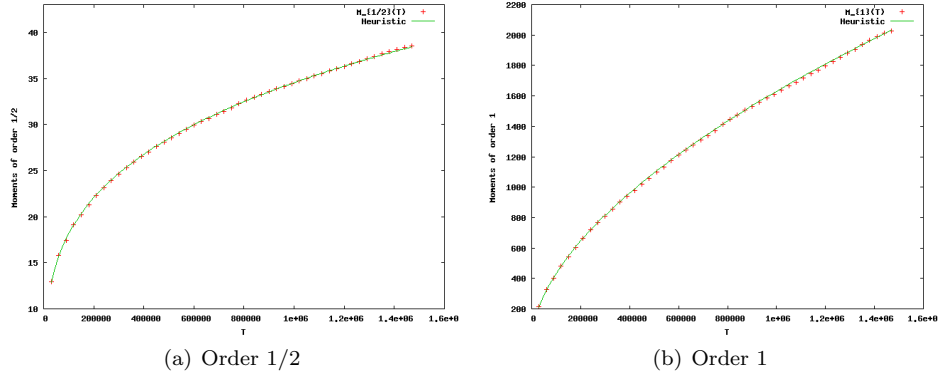 M_{1/2}(T)
Heuristic
Moments of order 1/2
40
35
30
25
20
15
10
0
200000
400000
600000
800000
1e+06
1.2e+06
1.4e+06
1.6e+0
T
(a) Order 1/2
M_{1}(T)
Heuristic
Moments of order 1
2200
2000
1800
1600
1400
1200
1000
800
600
400
200
0
200000
400000
600000
800000
1e+06
1.2e+06
1.4e+06
1.6e+0
T
(b) Order 1